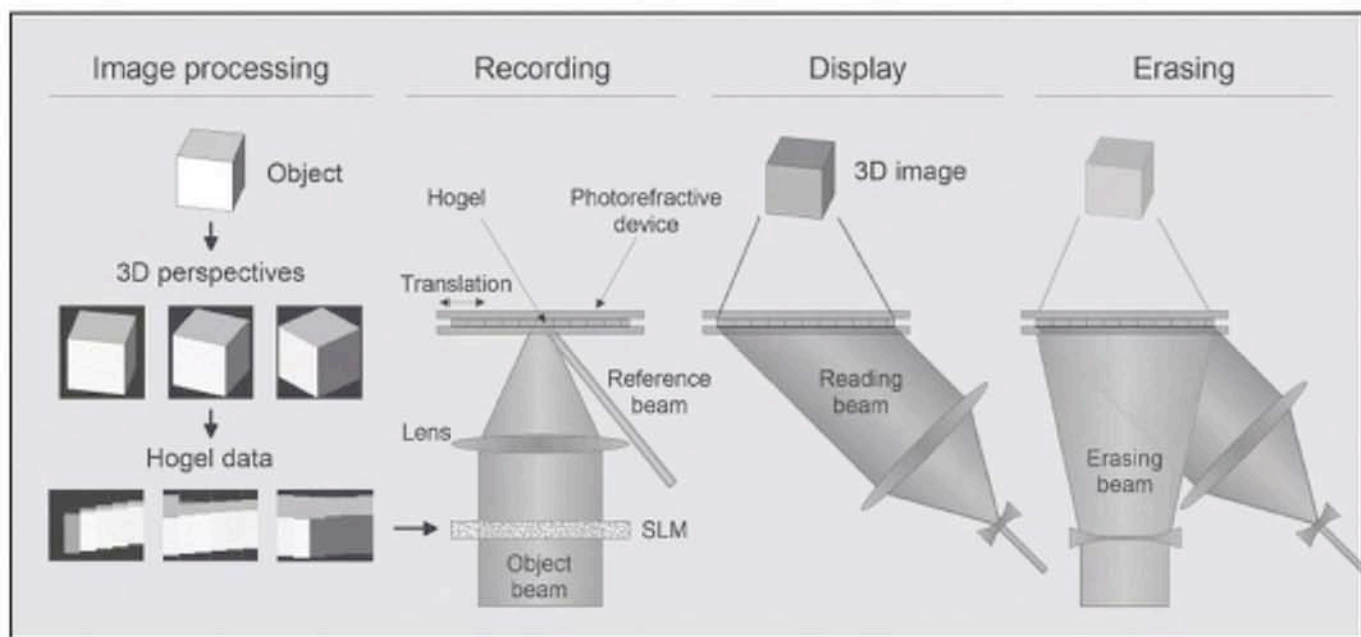 Image processing
Recording
Display
Erasing
Object
3D perspectives
Hogel data
Hogel
Photorefractive
device
Translation
Reference
beam
Lens
SLM
Object
beam
3D image
Reading
beam
Erasing
beam